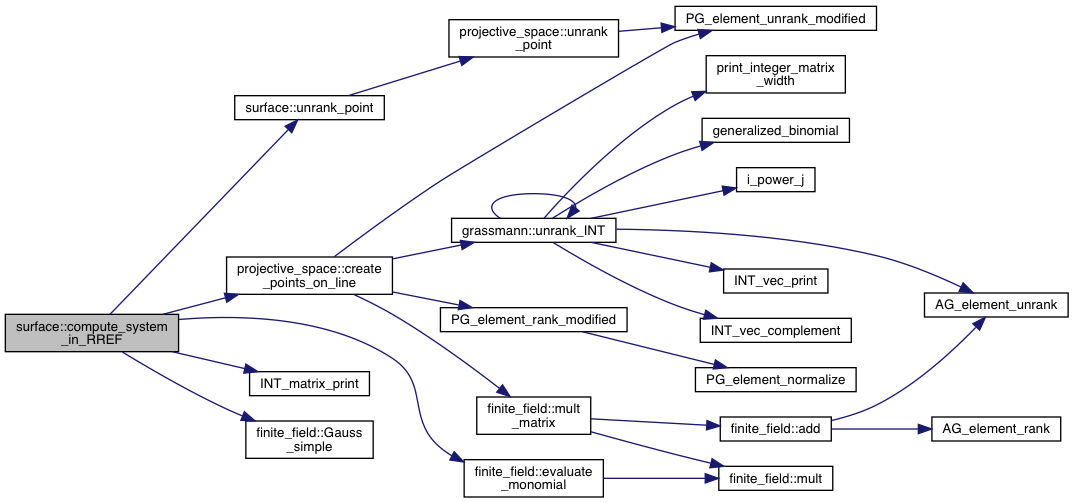 surface::compute_system
_in_RREF
surface::unrank_point
projective_space::create
_points_on_line
INT_matrix_print
finite_field::Gauss
_simple
projective_space::unrank
_point
grassmann::unrank_INT
PG_element_rank_modified
finite_field::mult
_matrix
finite_field::evaluate
_monomial
PG_element_unrank_modified
print_integer_matrix
_width
generalized_binomial
i_power_j
INT_vec_print
INT_vec_complement
PG_element_normalize
finite_field::add
finite_field::mult
AG_element_unrank
AG_element_rank